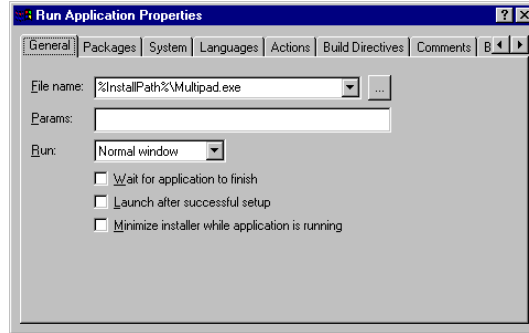 Run Application Properties
General Packages System Languages Actions Build Directives Comments B
File name: %InstallPath%\Multipad.exe ...
Params:
Run: Normal window
Wait for application to finish
Launch after successful setup
Minimize installer while application is running